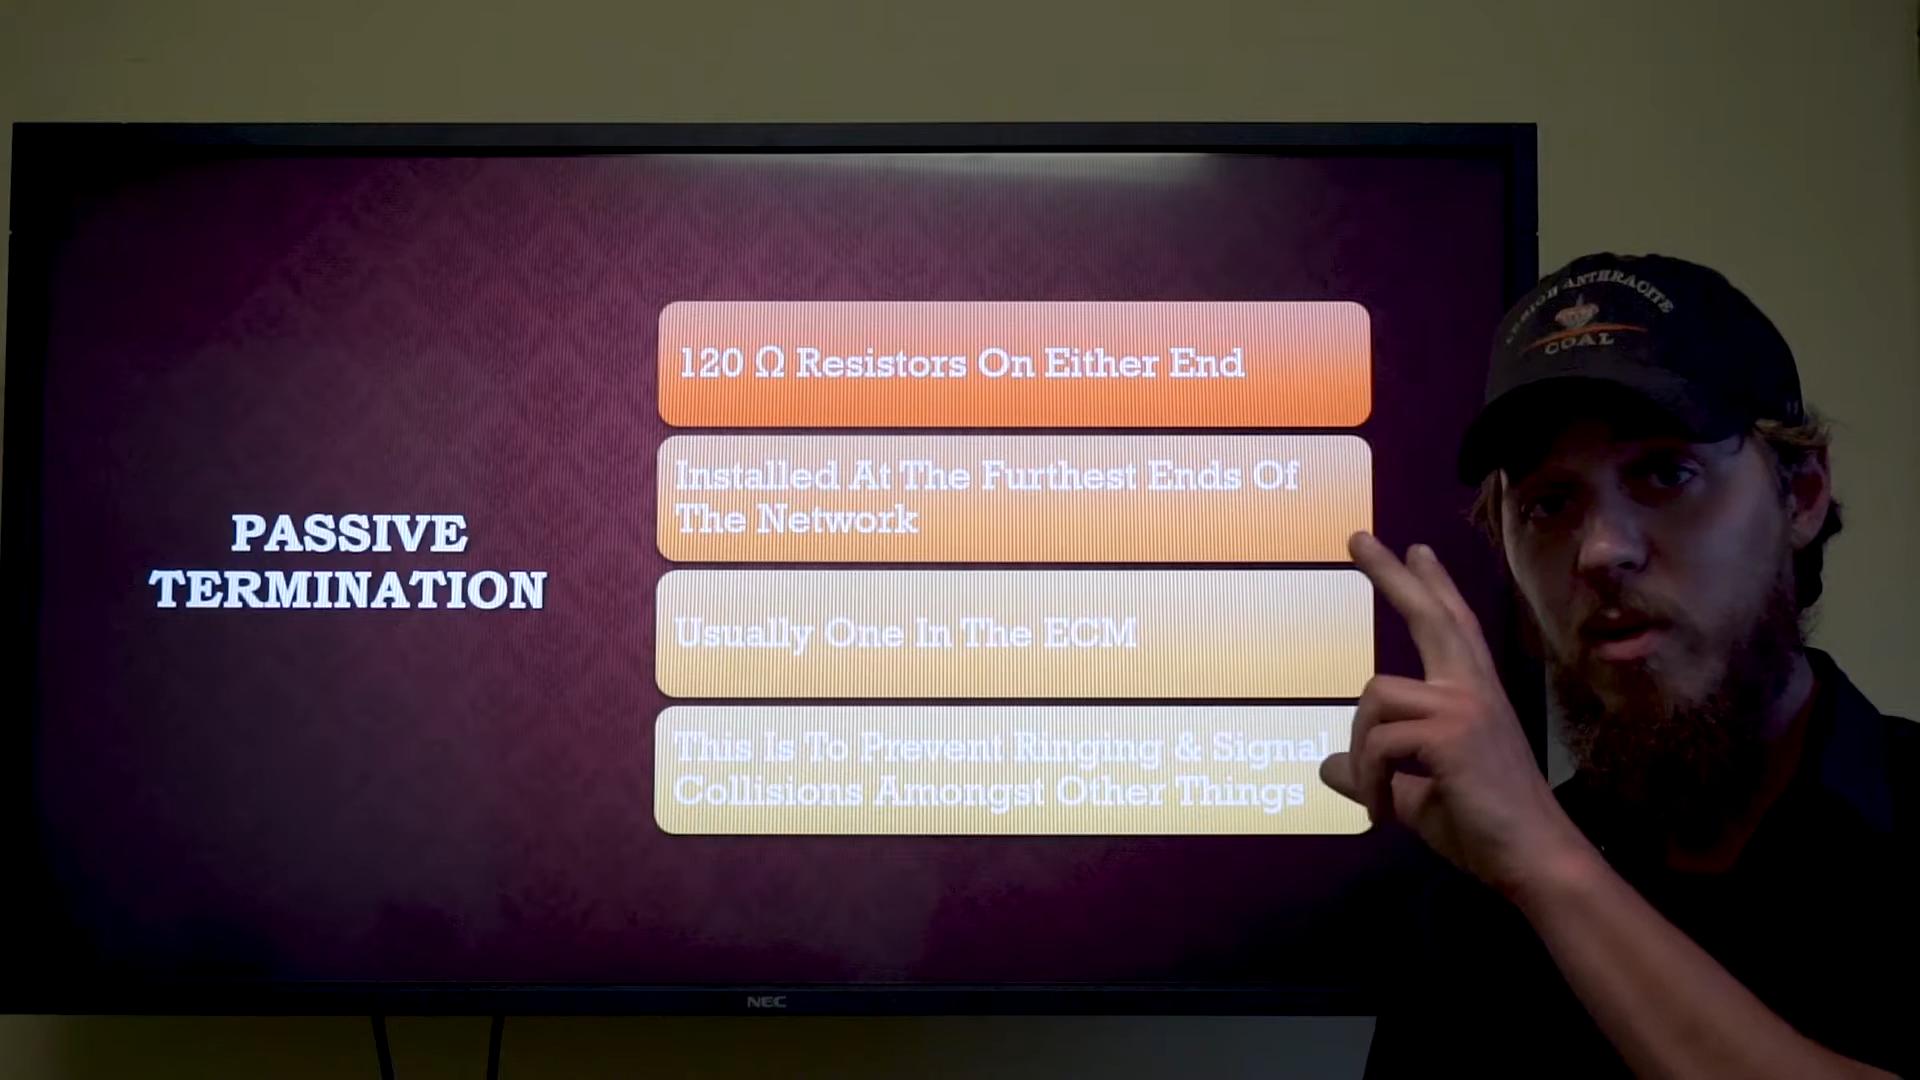 PASSIVE
TERMINATION
120 Ω Resistors On Either End
Installed At The Furthest Ends Of
The Network
Usually One In The ECM
This Is To Prevent Ringing & Signal
Collisions Amongst Other Things
NEC
ANTHRACITE
COAL